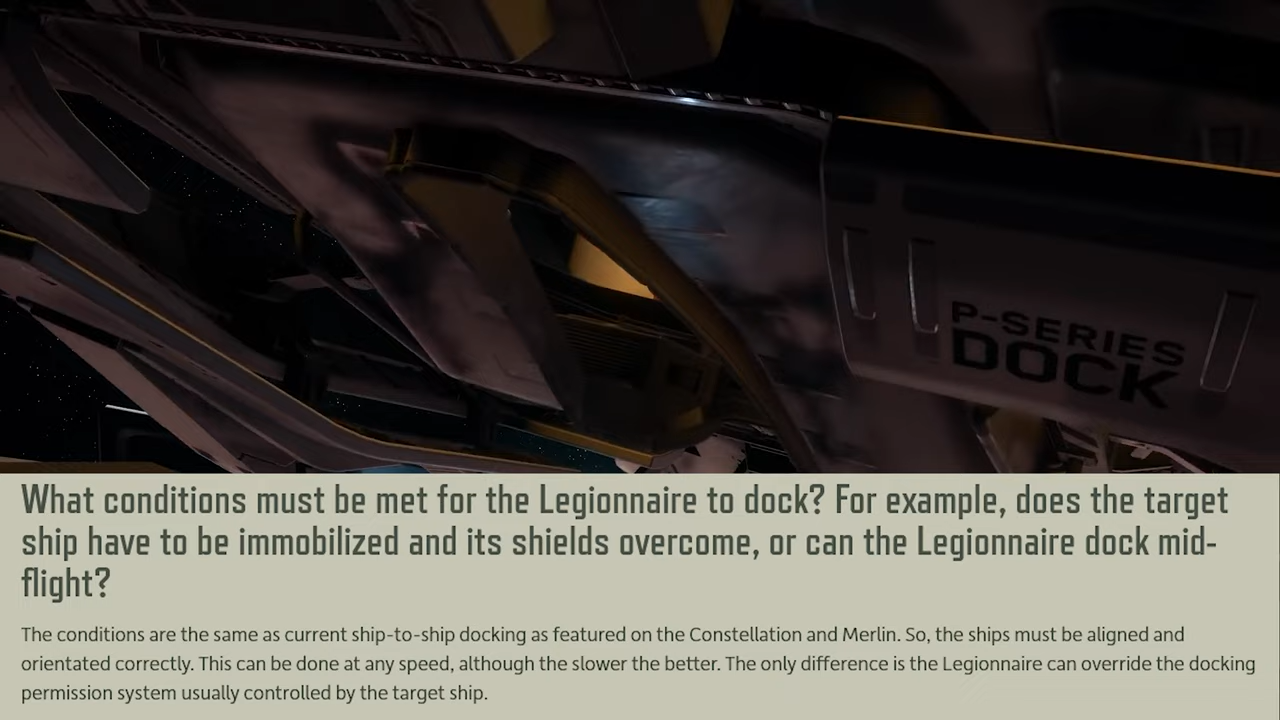 P-SERIES
DOCK
What conditions must be met for the Legionnaire to dock? For example, does the target
ship have to be immobilized and its shields overcome, or can the Legionnaire dock mid-
flight?
The conditions are the same as current ship-to-ship docking as featured on the Constellation and Merlin. So, the ships must be aligned and
orientated correctly. This can be done at any speed, although the slower the better. The only difference is the Legionnaire can override the docking
permission system usually controlled by the target ship.